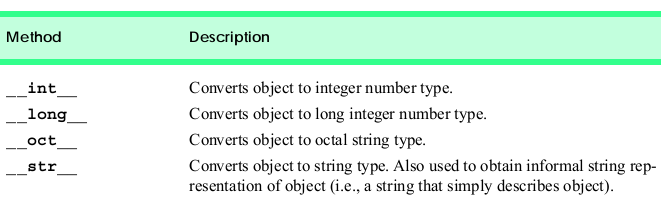 Method Description
__int__ Converts object to integer number type.
__long__ Converts object to long integer number type.
__oct__ Converts object to octal string type.
__str__ Converts object to string type. Also used to obtain informal string rep-
resentation of object (i.e., a string that simply describes object).